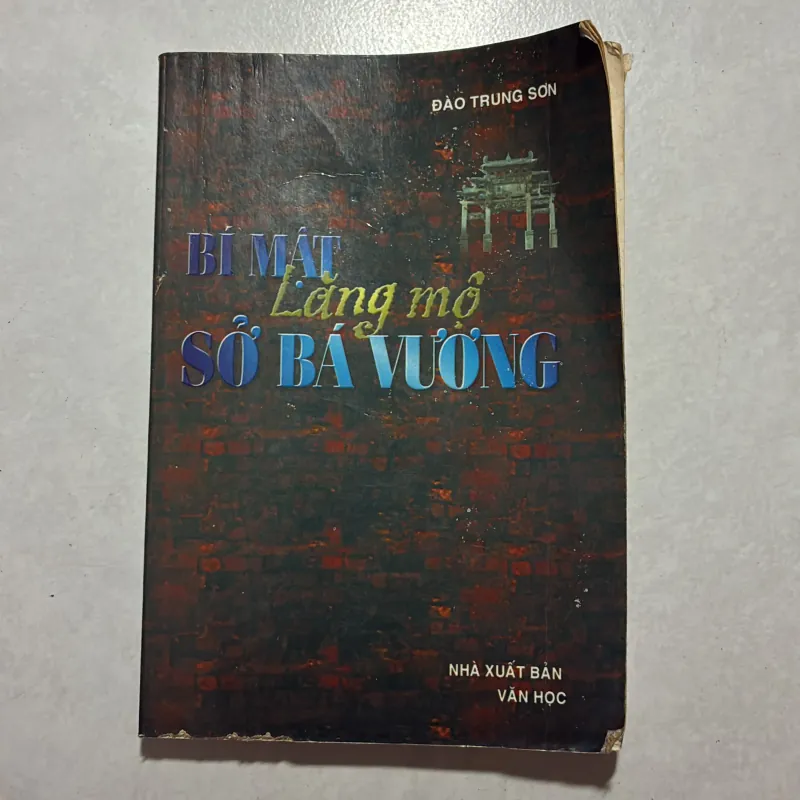 ĐÀO TRUNG SƠN
BÍ MẬT
Lăng mộ
SỞ BÁ VƯƠNG
NHÀ XUẤT BẢN
VĂN HỌC